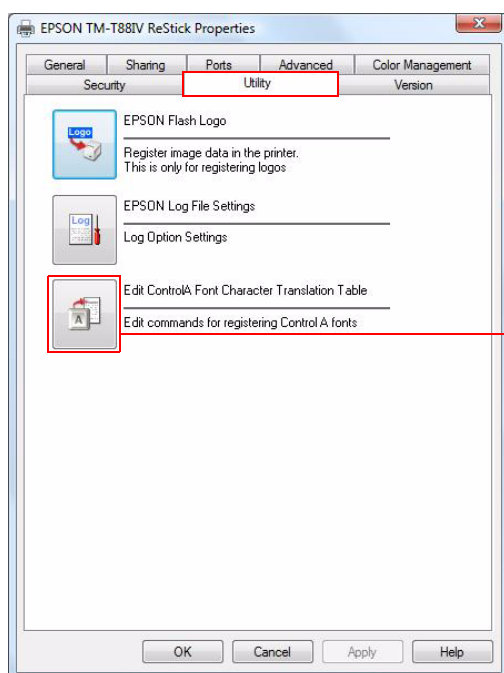 EPSON TM-T88IV ReStick Properties
General Sharing Ports Advanced Color Management
Security Utility Version
Logo
EPSON Flash Logo
Register image data in the printer.
This is only for registering logos
Log
EPSON Log File Settings
Log Option Settings
A
Edit ControlA Font Character Translation Table
Edit commands for registering Control A fonts
OK Cancel Apply Help